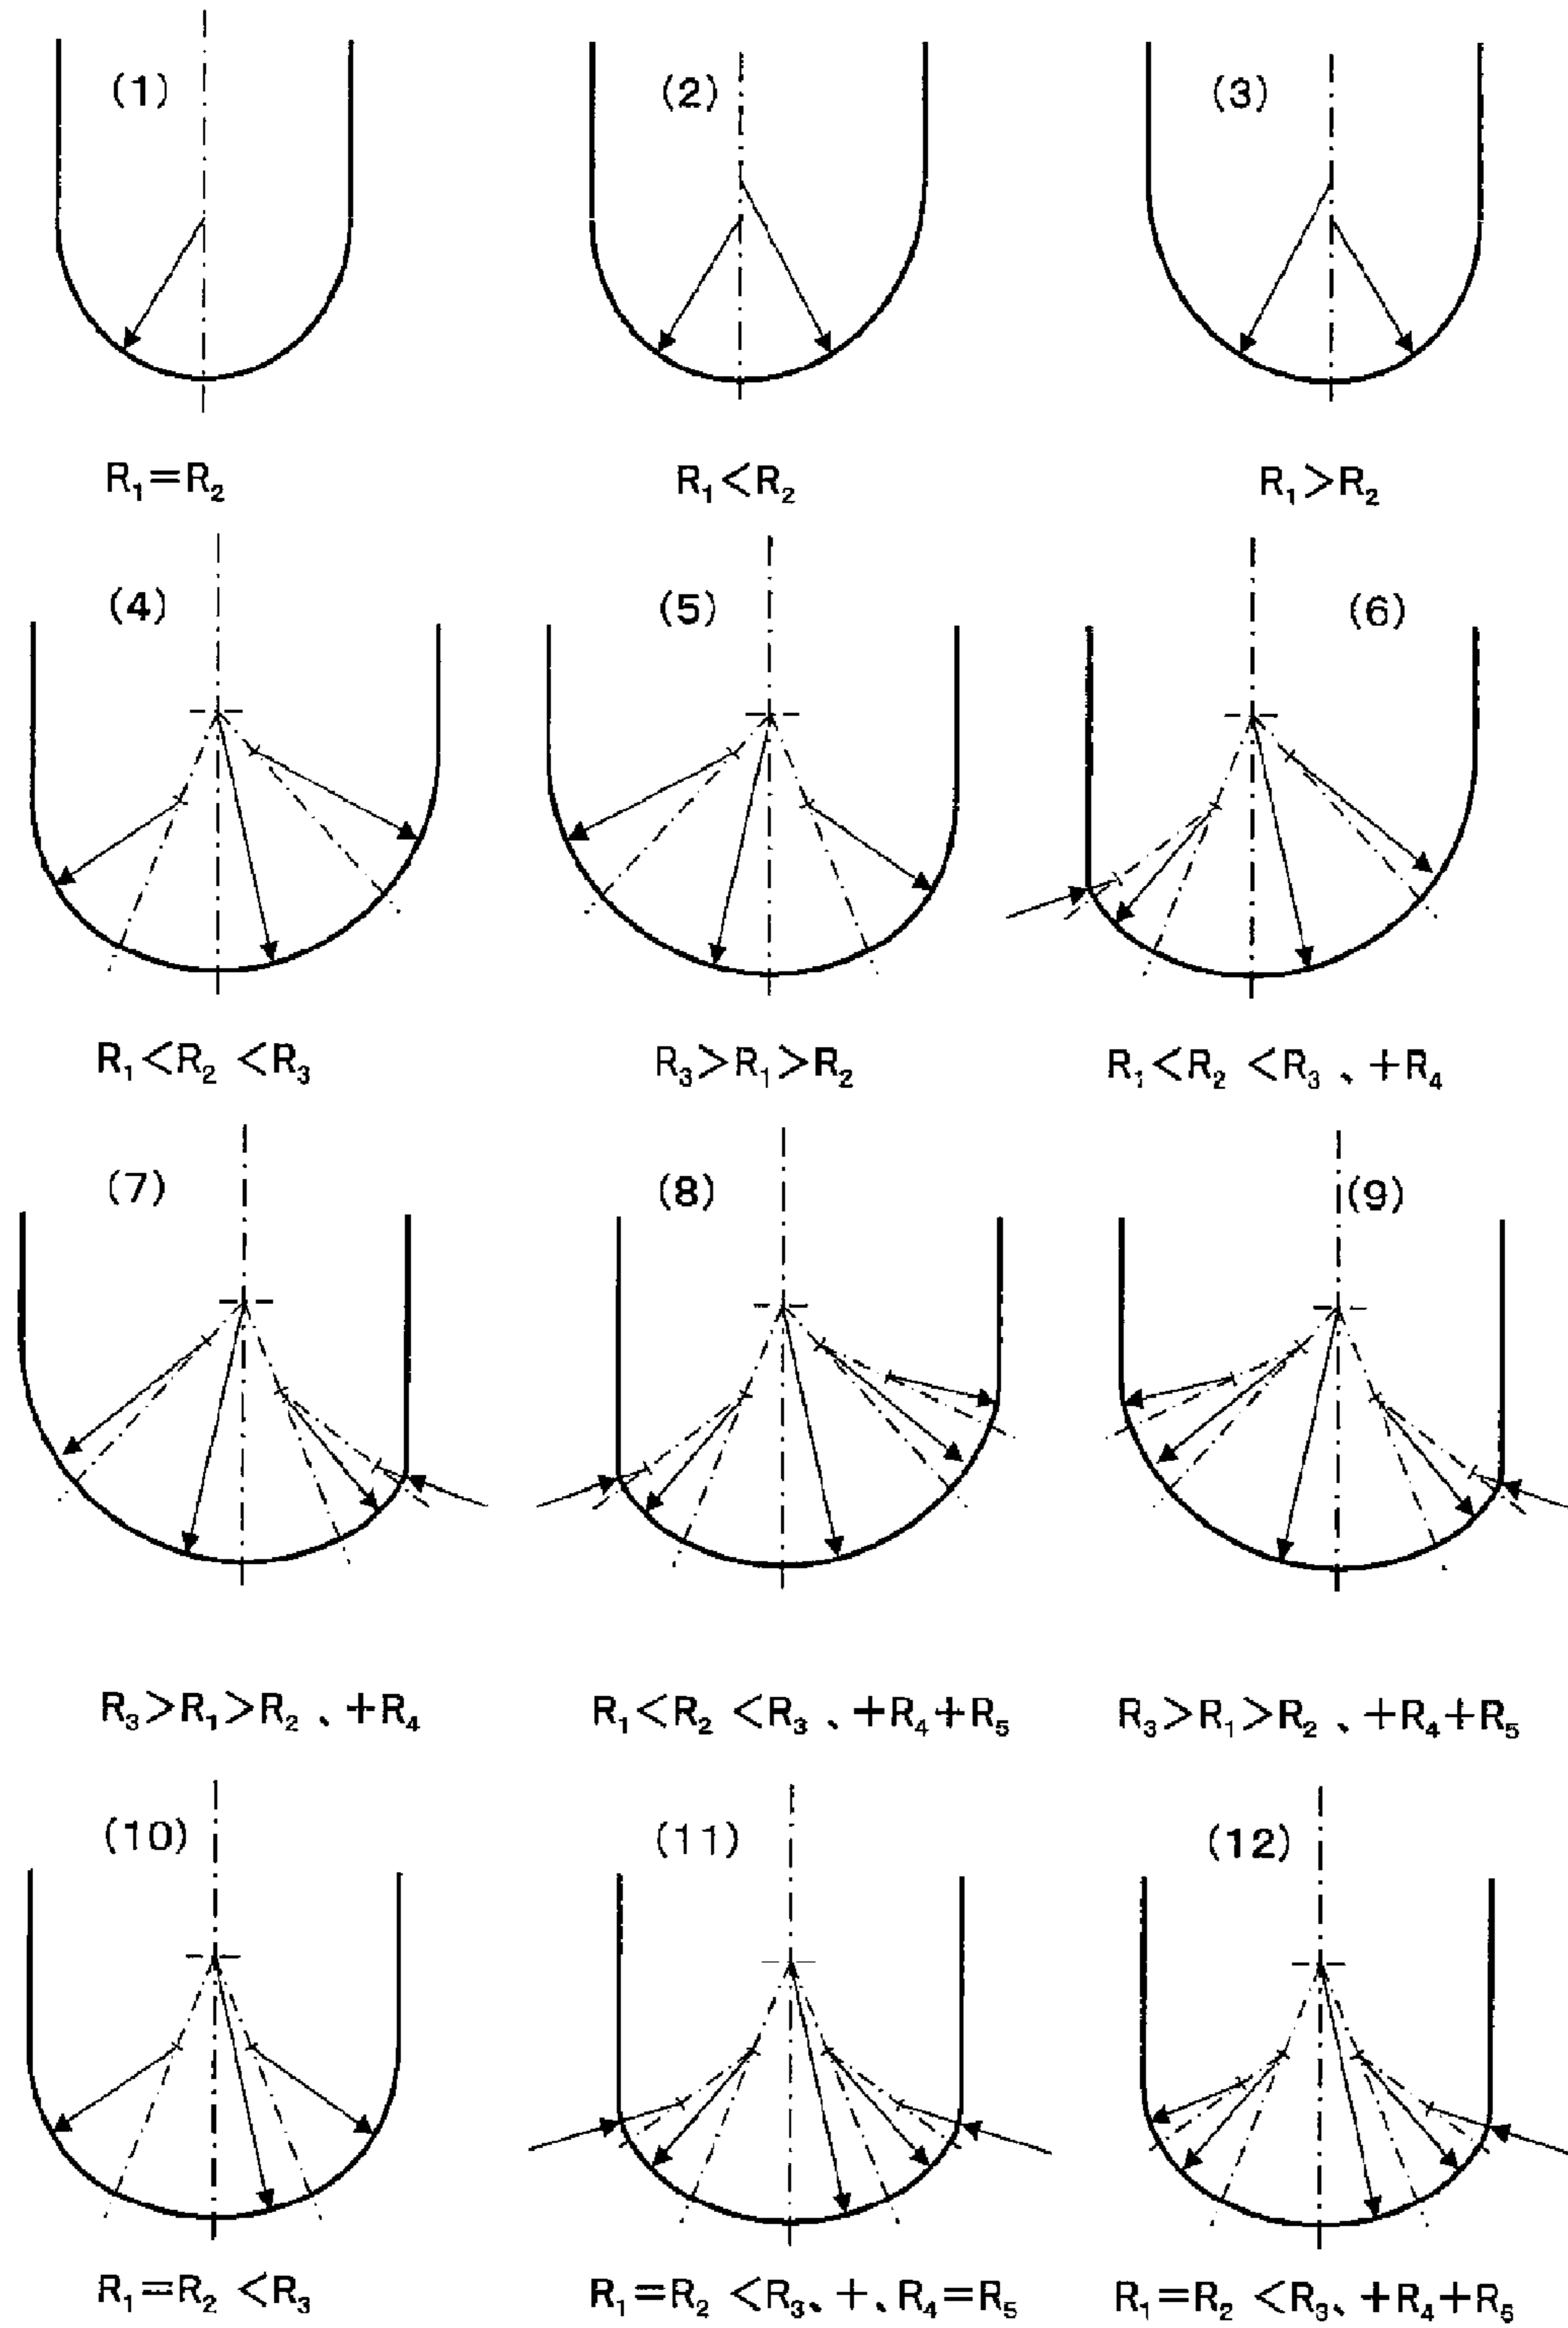 (1) (2) (3)
R₁=R₂ R₁<R₂ R₁>R₂
(4) (5) (6)
R₁<R₂ <R₃ R₃>R₁>R₂ R₁<R₂ <R₃、+R₄
(7) (8) (9)
R₃>R₁>R₂、+R₄ R₁<R₂ <R₃、+R₄+R₅ R₃>R₁>R₂、+R₄+R₅
(10) (11) (12)
R₁=R₂ <R₃ R₁=R₂ <R₃、+、R₄=R₅ R₁=R₂ <R₃、+R₄+R₅